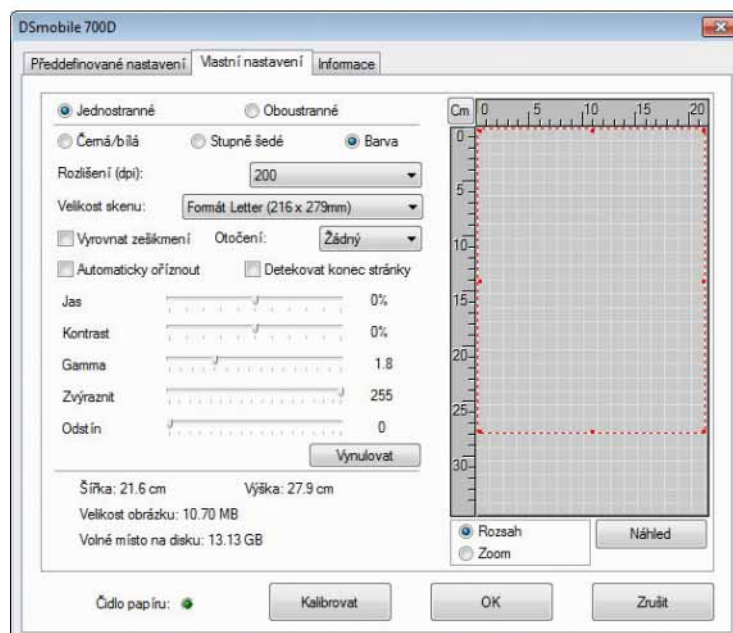 DSmobile 700D
Předdefinované nastavení Vlastní nastavení Informace
Jednostranné Oboustranné
Černá/bílá Stupně šedé Barva
Rozlišení (dpi): 200
Velikost skenu: Formát Letter (216 x 279mm)
Vyrovnat zešikmení Otočení: Žádný
Automaticky oříznout Detekovat konec stránky
Jas 0%
Kontrast 0%
Gamma 1.8
Zvýraznit 255
Odstín 0
Vynulovat
Šířka: 21.6 cm Výška: 27.9 cm
Velikost obrázku: 10.70 MB
Volné místo na disku: 13.13 GB
Cm 0 5 10 15 20
0
5
10
15
20
25
30
Rozsah Náhled
Zoom
Čidlo papíru: Kalibrovat OK Zrušit